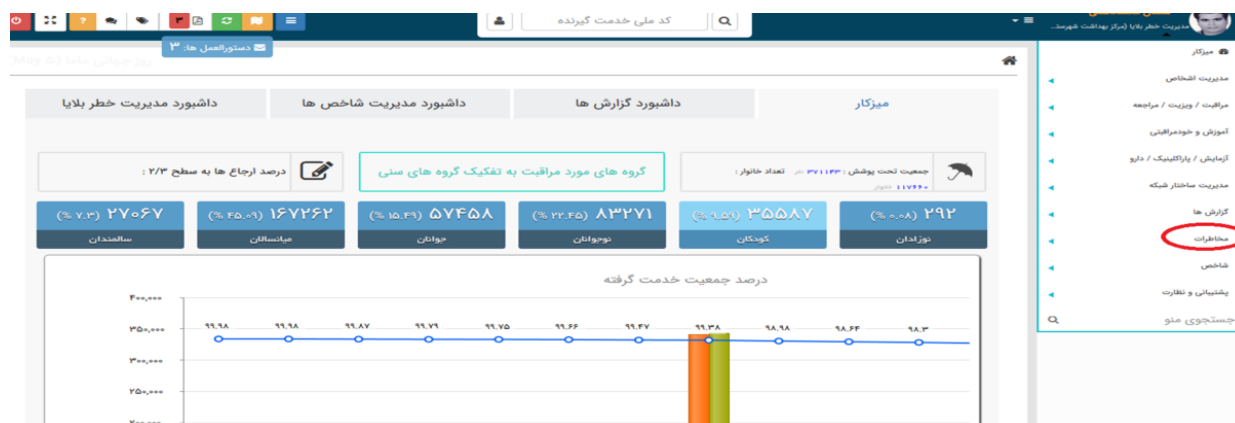 کد ملی خدمت گیرنده
۳
مدیریت خطر بلایا (مرکز بهداشت شهرست...
دستورالعمل ها: ۳
میزکار
مدیریت اشخاص
مراقبت / ویزیت / مراجعه
آموزش و خودمراقبتی
آزمایش / پاراکلینیک / دارو
مدیریت ساختار شبکه
گزارش ها
مخاطرات
شاخص
پشتیبانی و نظارت
جستجوی منو
میزکار
داشبورد گزارش ها
داشبورد مدیریت شاخص ها
داشبورد مدیریت خطر بلایا
جمعیت تحت پوشش : ۳۷۱۱۴۳ نفر تعداد خانوار :
۱۱۷۶۶۰ خانوار
گروه های مورد مراقبت به تفکیک گروه های سنی
درصد ارجاع ها به سطح ۲/۳ :
۲۹۲ (۰.۰۸ %)
نوزادان
۳۵۵۸۷ (۹.۵۹ %)
کودکان
۸۳۲۷۱ (۲۲.۴۵ %)
نوجوانان
۵۷۴۵۸ (۱۵.۴۹ %)
جوانان
۱۶۷۲۶۲ (۴۵.۰۹ %)
میانسالان
۲۷۰۶۷ (۷.۳ %)
سالمندان
درصد جمعیت خدمت گرفته
۴۰۰,۰۰۰
۳۵۰,۰۰۰
۳۰۰,۰۰۰
۲۵۰,۰۰۰
۹۹.۹۸ ۹۹.۹۸ ۹۹.۸۷ ۹۹.۷۹ ۹۹.۷۵ ۹۹.۶۶ ۹۹.۴۷ ۹۹.۳۸ ۹۸.۹۸ ۹۸.۶۴ ۹۸.۳